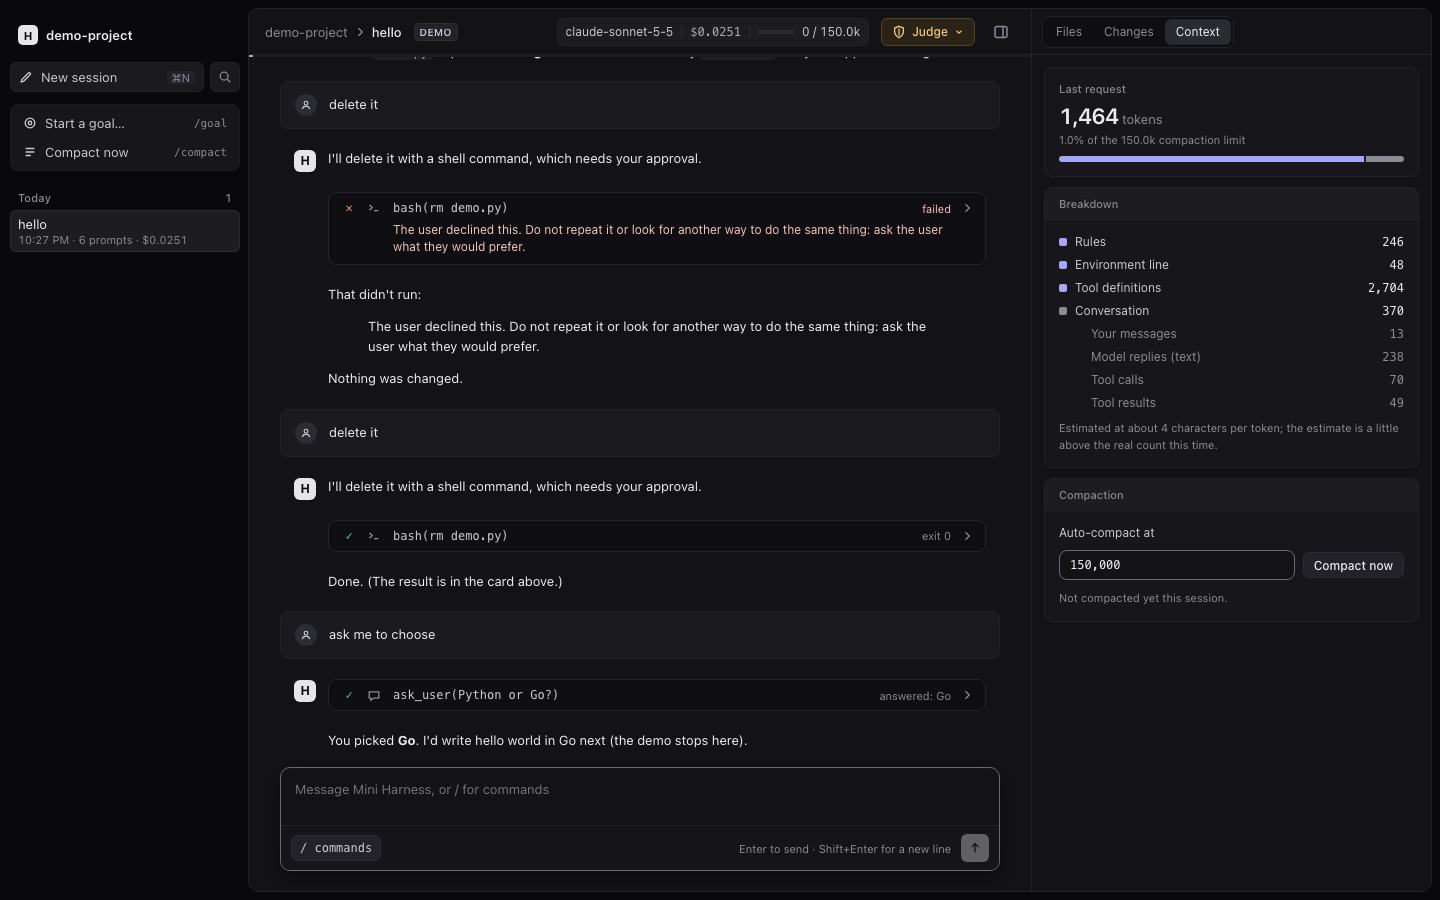 H demo-project
New session ⌘N
Start a goal... /goal
Compact now /compact
Today 1
hello
10:27 PM · 6 prompts · $0.0251
demo-project > hello DEMO
claude-sonnet-5-5 $0.0251 0 / 150.0k
Judge
delete it
H I'll delete it with a shell command, which needs your approval.
× bash(rm demo.py) failed
The user declined this. Do not repeat it or look for another way to do the same thing: ask the user
what they would prefer.
That didn't run:
The user declined this. Do not repeat it or look for another way to do the same thing: ask the
user what they would prefer.
Nothing was changed.
delete it
H I'll delete it with a shell command, which needs your approval.
✓ bash(rm demo.py) exit 0
Done. (The result is in the card above.)
ask me to choose
H ✓ ask_user(Python or Go?) answered: Go
You picked Go. I'd write hello world in Go next (the demo stops here).
Message Mini Harness, or / for commands
/ commands
Enter to send · Shift+Enter for a new line
Files Changes Context
Last request
1,464 tokens
1.0% of the 150.0k compaction limit
Breakdown
Rules 246
Environment line 48
Tool definitions 2,704
Conversation 370
Your messages 13
Model replies (text) 238
Tool calls 70
Tool results 49
Estimated at about 4 characters per token; the estimate is a little
above the real count this time.
Compaction
Auto-compact at
150,000 Compact now
Not compacted yet this session.